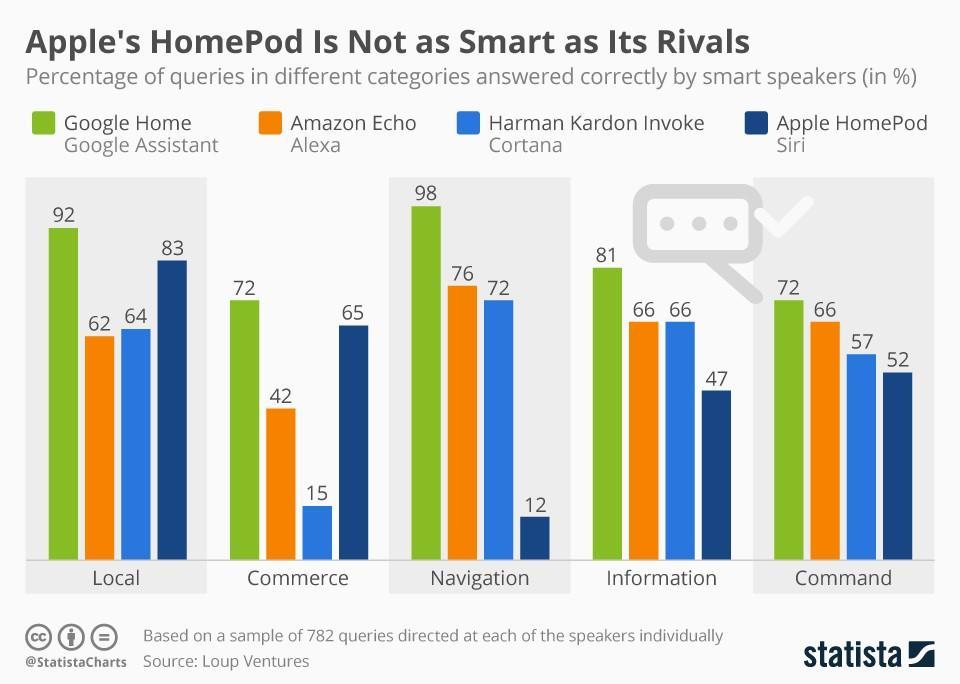 Apple's HomePod Is Not as Smart as Its Rivals
Percentage of queries in different categories answered correctly by smart speakers (in %)
Google Home Amazon Echo Harman Kardon Invoke Apple HomePod
Google Assistant Alexa Cortana Siri
92 62 64 83
72 42 15 65
98 76 72 12
81 66 66 47
72 66 57 52
Local Commerce Navigation Information Command
cc
@StatistaCharts
Based on a sample of 782 queries directed at each of the speakers individually
Source: Loup Ventures
statista